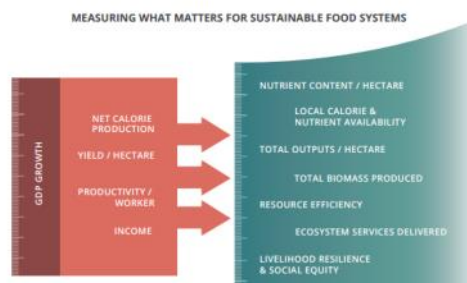 MEASURING WHAT MATTERS FOR SUSTAINABLE FOOD SYSTEMS
GDP GROWTH
NET CALORIE
PRODUCTION
YIELD / HECTARE
PRODUCTIVITY /
WORKER
INCOME
NUTRIENT CONTENT / HECTARE
LOCAL CALORIE &
NUTRIENT AVAILABILITY
TOTAL OUTPUTS / HECTARE
TOTAL BIOMASS PRODUCED
RESOURCE EFFICIENCY
ECOSYSTEM SERVICES DELIVERED
LIVELIHOOD RESILIENCE
& SOCIAL EQUITY